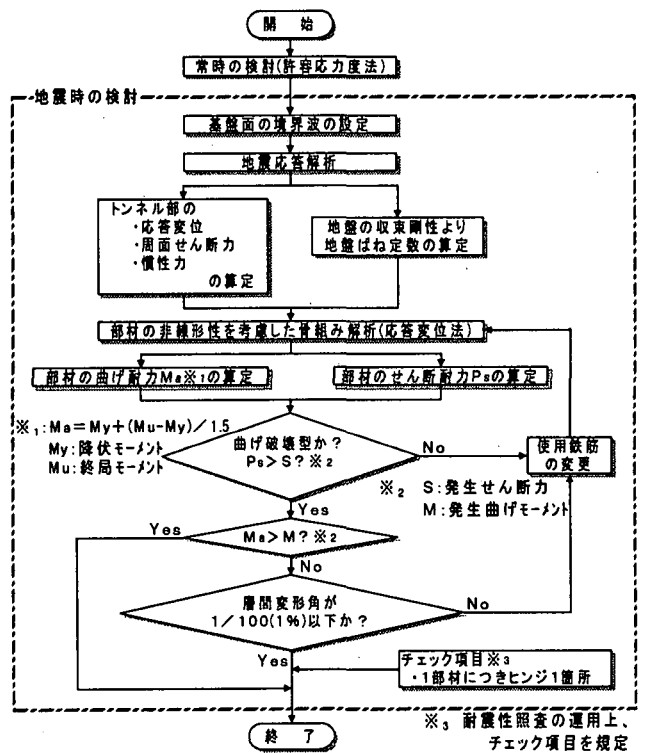 開 始
常時の検討(許容応力度法)
地震時の検討
基盤面の境界波の設定
地震応答解析
トンネル部の
・応答変位
・周面せん断力
・慣性力
の算定
地盤の収束剛性より
地盤ばね定数の算定
部材の非線形性を考慮した骨組み解析(応答変位法)
部材の曲げ耐力Ma※1の算定
部材のせん断耐力Psの算定
※1:Ma=My+(Mu-My)/1.5
My:降伏モーメント
Mu:終局モーメント
曲げ破壊型か?
Ps>S?※2
No
使用鉄筋
の変更
※2 S:発生せん断力
M:発生曲げモーメント
Yes
Yes
Ma>M?※2
No
層間変形角が
1/100(1%)以下か?
No
Yes
チェック項目※3
・1部材につきヒンジ1箇所
終 了
※3 耐震性照査の運用上、
チェック項目を規定